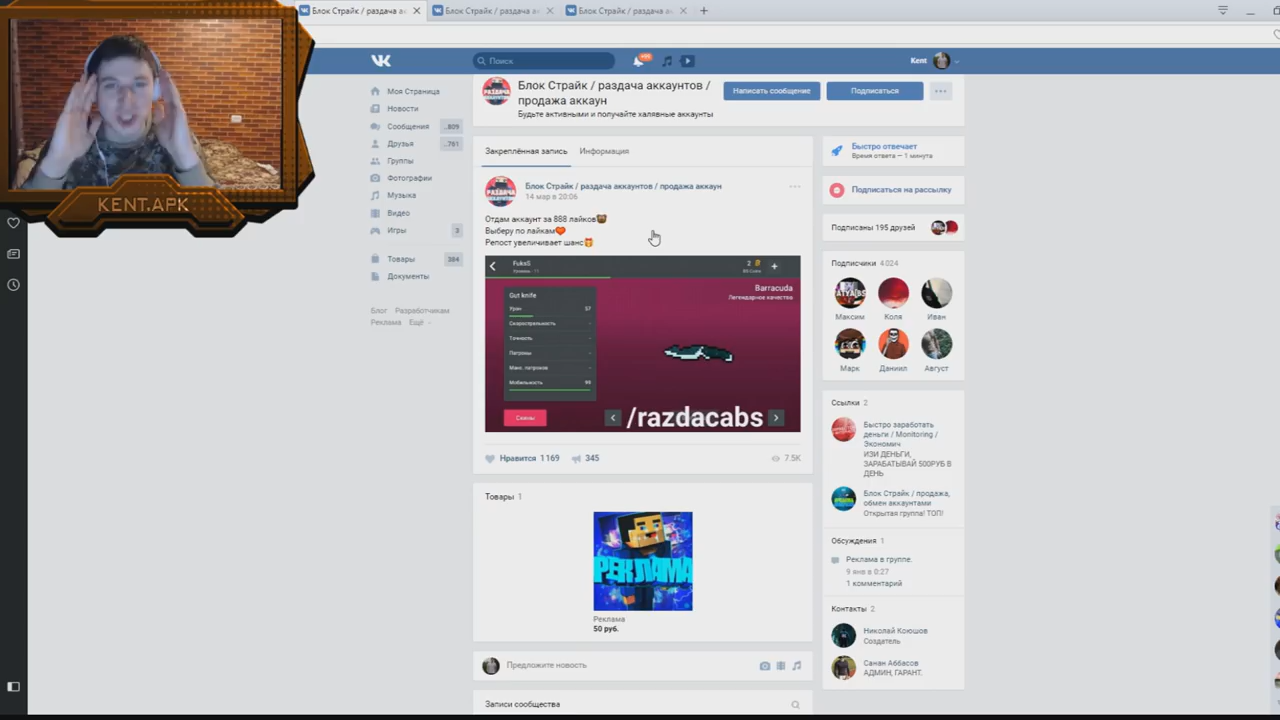 Блок Страйк / раздача ак
Блок Страйк / раздача ак
Блок Страйк / раздача ак
Поиск
Kent
KENT.APK
Моя Страница
Новости
Сообщения
..809
Друзья
..761
Группы
Фотографии
Музыка
Видео
Игры
3
Товары
384
Документы
Блог Разработчикам
Реклама Ещё
Блок Страйк / раздача аккаунтов /
продажа аккаун
Будьте активными и получайте халявные аккаунты
Написать сообщение
Подписаться
Закреплённая запись
Информация
Блок Страйк / раздача аккаунтов / продажа аккаун
14 мар в 20:06
Отдам аккаунт за 888 лайков🐻
Выберу по лайкам❤
Репост увеличивает шанс🎁
FuksS
2
Barracuda
Легендарное качество
Gut knife
Урон 57
Скорострельность -
Точность -
Патроны -
Макс. патронов -
Мобильность
Скины
/razdacabs
Нравится 1169
345
7.5K
Товары 1
РЕКЛАМА
Реклама
50 руб.
Предложите новость
Записи сообщества
Быстро отвечает
Время ответа — 1 минута
Подписаться на рассылку
Подписаны 195 друзей
Подписчики 4 024
Максим
Коля
Иван
Марк
Даниил
Август
Ссылки 2
Быстро заработать
деньги / Monitoring /
Экономич
ИЗИ ДЕНЬГИ,
ЗАРАБАТЫВАЙ 500РУБ В
ДЕНЬ
Блок Страйк / продажа,
обмен аккаунтами
Открытая группа! ТОП!
Обсуждения 1
Реклама в группе.
9 янв в 0:27
1 комментарий
Контакты 2
Николай Коюшов
Создатель
Санан Аббасов
АДМИН, ГАРАНТ.